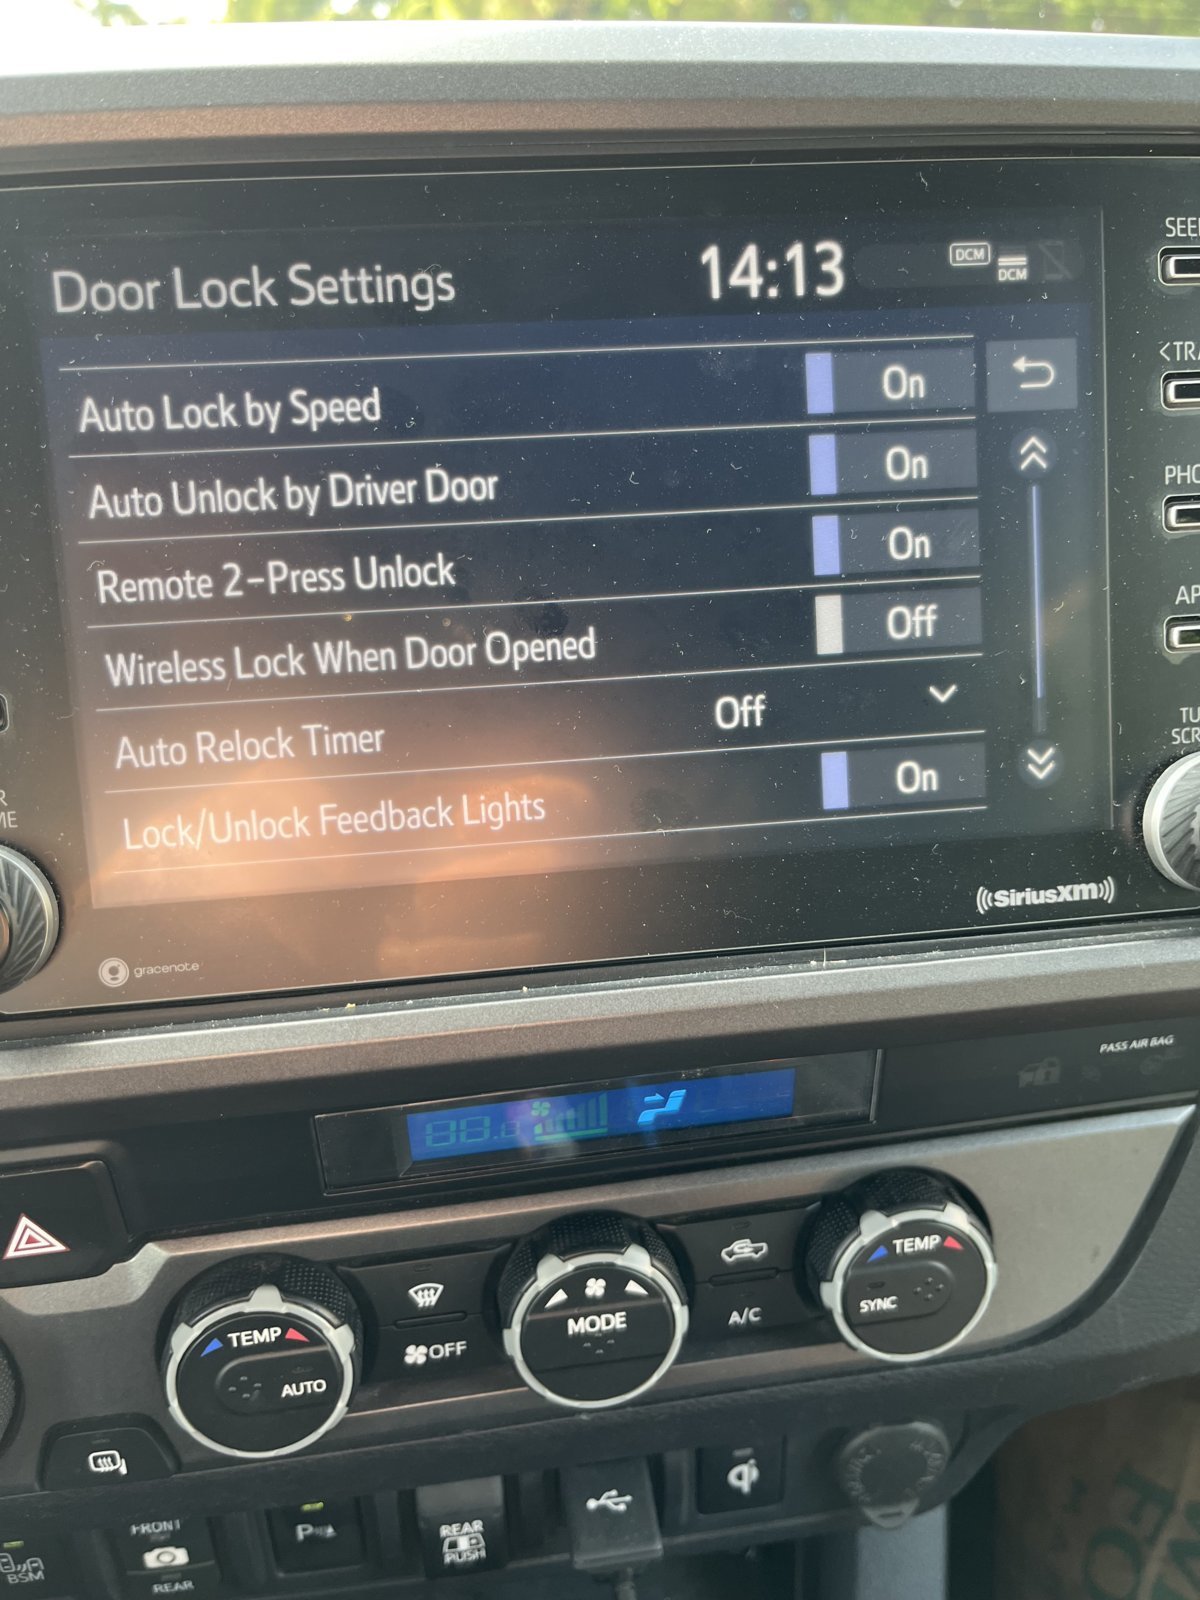 Door Lock Settings 14:13 DCM DCM
Auto Lock by Speed On
Auto Unlock by Driver Door On
Remote 2-Press Unlock On
Wireless Lock When Door Opened Off
Auto Relock Timer Off
Lock/Unlock Feedback Lights On
((SiriusXM))
gracenote
PASS AIR BAG
TEMP
AUTO
OFF
MODE
A/C
TEMP
SYNC
FRONT
REAR
P
REAR
PUSH
BSM